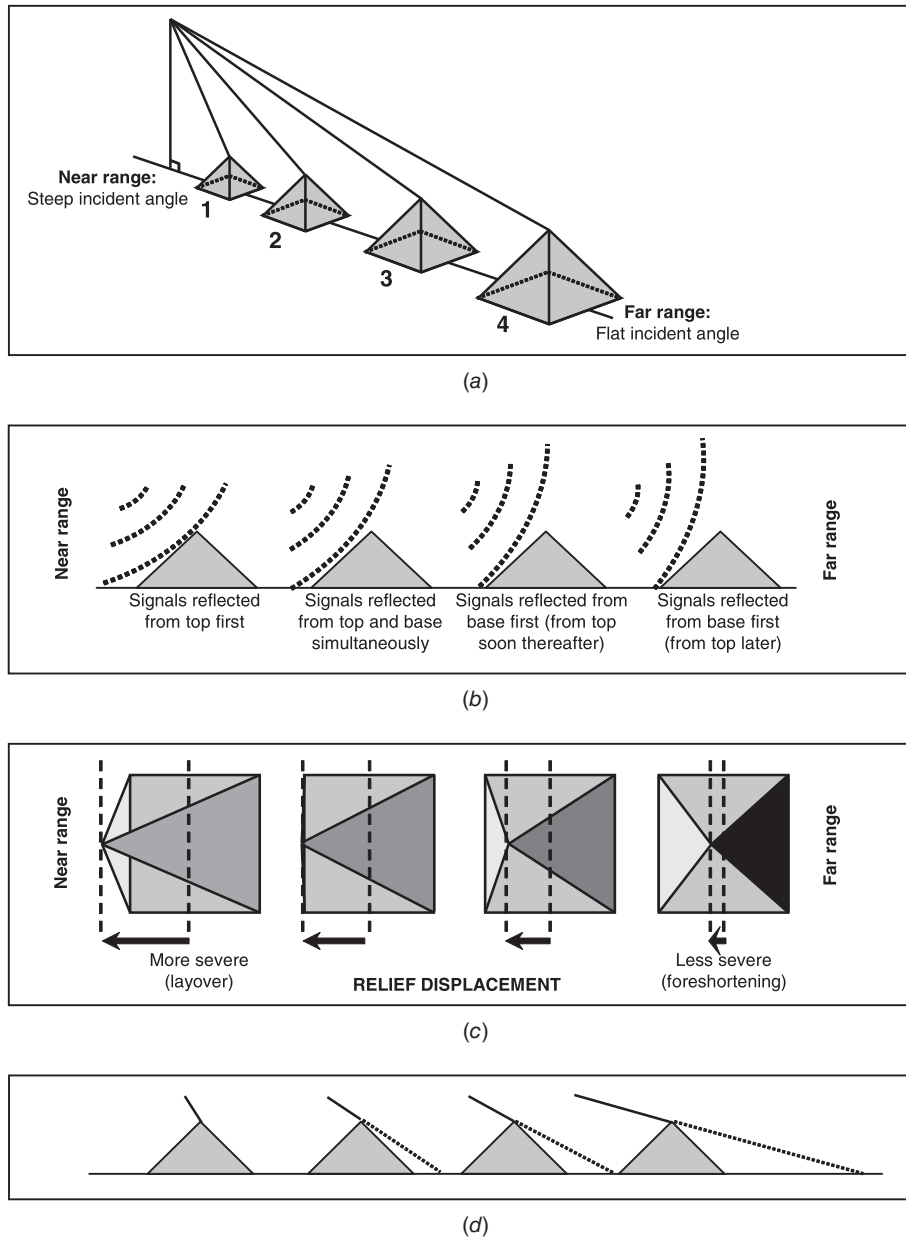 Near range:
Steep incident angle
1
2
3
4
Far range:
Flat incident angle
(a)
Near range
Far range
Signals reflected
from top first
Signals reflected
from top and base
simultaneously
Signals reflected from
base first (from top
soon thereafter)
Signals reflected
from base first
(from top later)
(b)
Near range
Far range
More severe
(layover)
RELIEF DISPLACEMENT
Less severe
(foreshortening)
(c)
(d)